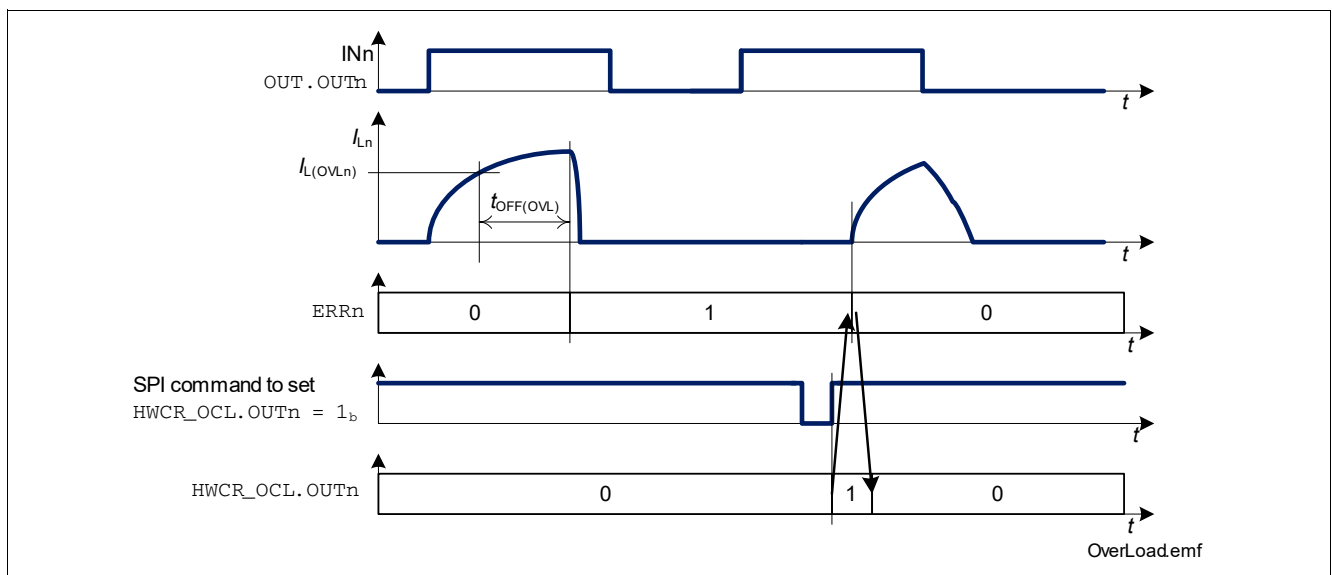 INn
OUT.OUTn
t
ILn
IL(OVLn)
tOFF(OVL)
t
ERRn
0 1 0
t
SPI command to set
HWCR_OCL.OUTn = 1b
t
HWCR_OCL.OUTn
0 1 0
t
OverLoad.emf